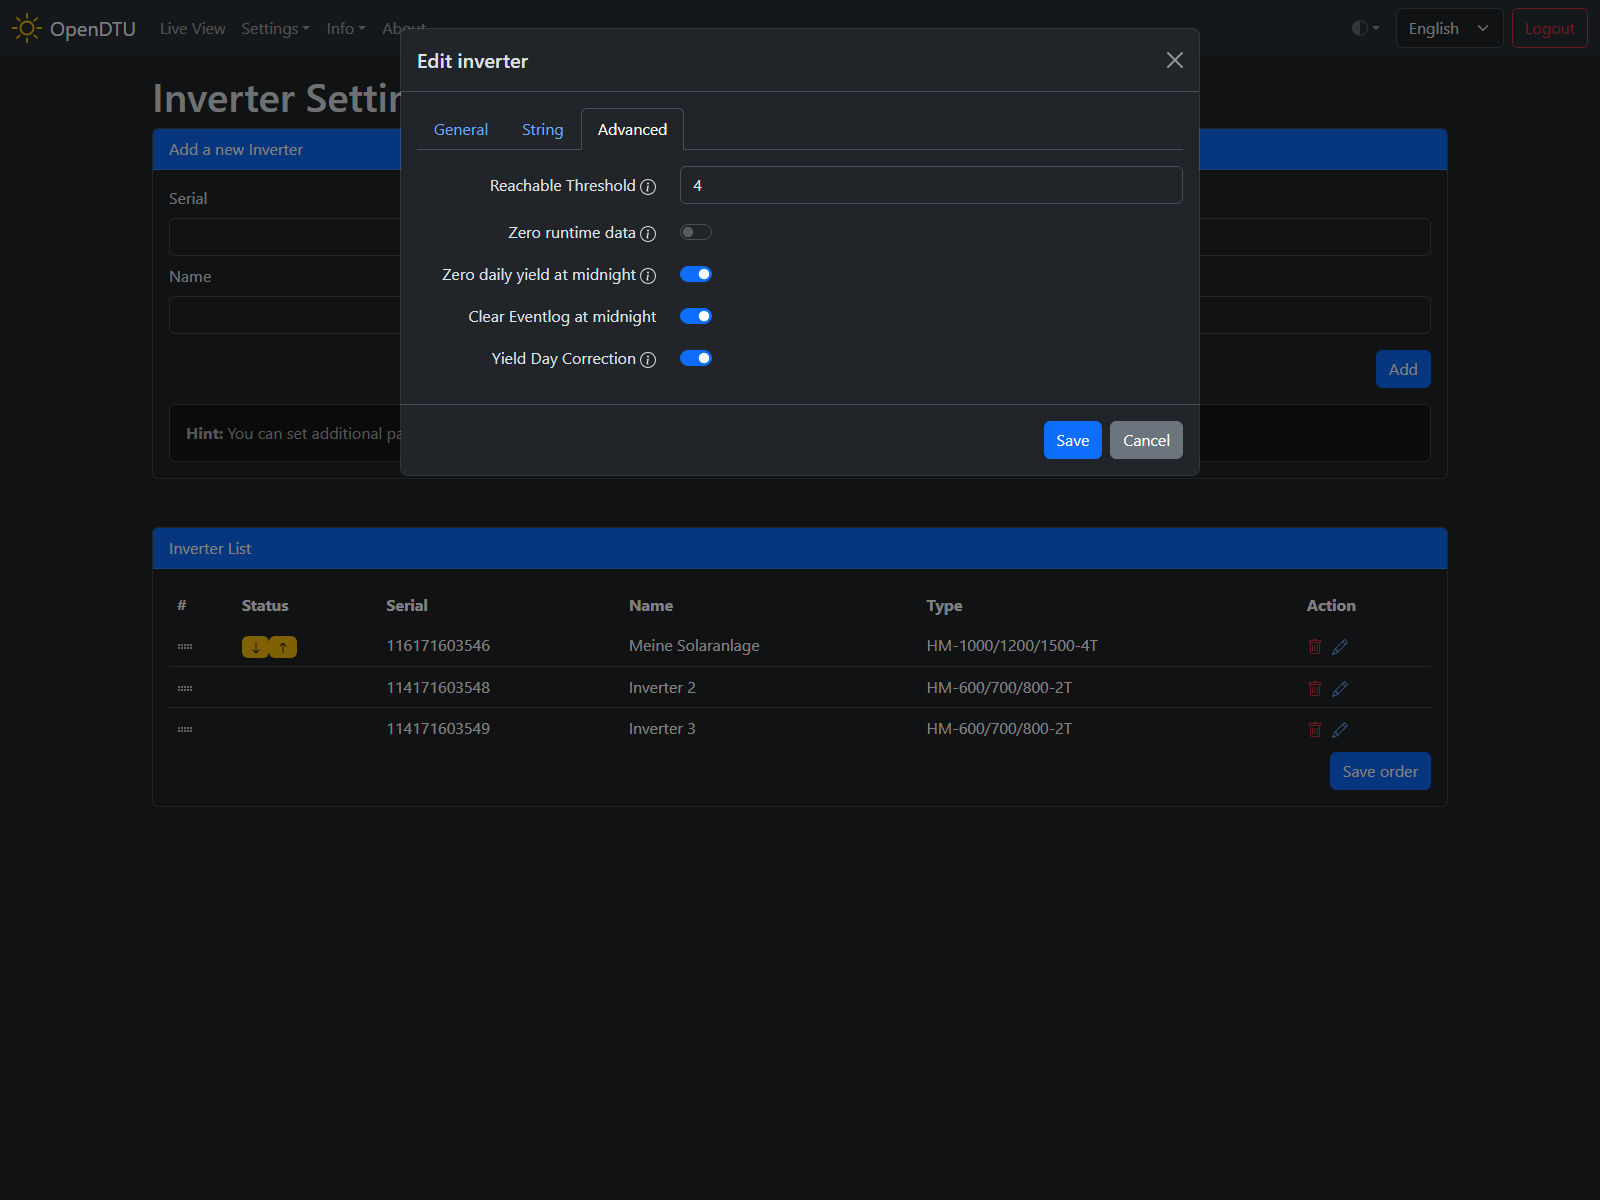 OpenDTU Live View Settings Info About English Logout
Edit inverter
Inverter Settin
General String Advanced
Add a new Inverter
Reachable Threshold 4
Serial
Zero runtime data
Zero daily yield at midnight
Name
Clear Eventlog at midnight
Yield Day Correction
Add
Hint: You can set additional pa
Save Cancel
Inverter List
# Status Serial Name Type Action
116171603546 Meine Solaranlage HM-1000/1200/1500-4T
114171603548 Inverter 2 HM-600/700/800-2T
114171603549 Inverter 3 HM-600/700/800-2T
Save order